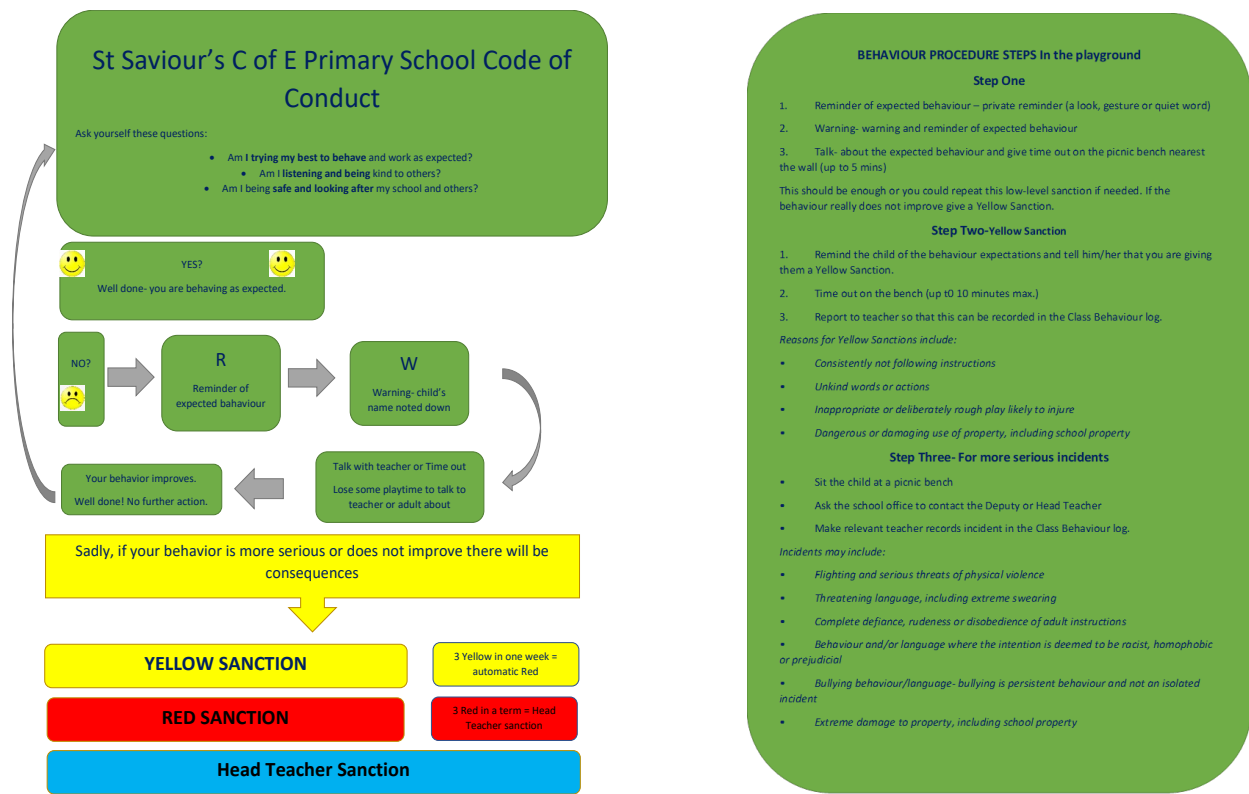 St Saviour's C of E Primary School Code of
Conduct
Ask yourself these questions:
• Am I trying my best to behave and work as expected?
• Am I listening and being kind to others?
• Am I being safe and looking after my school and others?
YES?
Well done- you are behaving as expected.
NO?
R
Reminder of
expected bahaviour
W
Warning- child's
name noted down
Talk with teacher or Time out
Lose some playtime to talk to
teacher or adult about
Your behavior improves.
Well done! No further action.
Sadly, if your behavior is more serious or does not improve there will be
consequences
YELLOW SANCTION
3 Yellow in one week =
automatic Red
RED SANCTION
3 Red in a term = Head
Teacher sanction
Head Teacher Sanction
BEHAVIOUR PROCEDURE STEPS In the playground
Step One
1. Reminder of expected behaviour – private reminder (a look, gesture or quiet word)
2. Warning- warning and reminder of expected behaviour
3. Talk- about the expected behaviour and give time out on the picnic bench nearest
the wall (up to 5 mins)
This should be enough or you could repeat this low-level sanction if needed. If the
behaviour really does not improve give a Yellow Sanction.
Step Two-Yellow Sanction
1. Remind the child of the behaviour expectations and tell him/her that you are giving
them a Yellow Sanction.
2. Time out on the bench (up t0 10 minutes max.)
3. Report to teacher so that this can be recorded in the Class Behaviour log.
Reasons for Yellow Sanctions include:
• Consistently not following instructions
• Unkind words or actions
• Inappropriate or deliberately rough play likely to injure
• Dangerous or damaging use of property, including school property
Step Three- For more serious incidents
• Sit the child at a picnic bench
• Ask the school office to contact the Deputy or Head Teacher
• Make relevant teacher records incident in the Class Behaviour log.
Incidents may include:
• Flighting and serious threats of physical violence
• Threatening language, including extreme swearing
• Complete defiance, rudeness or disobedience of adult instructions
• Behaviour and/or language where the intention is deemed to be racist, homophobic
or prejudicial
• Bullying behaviour/language- bullying is persistent behaviour and not an isolated
incident
• Extreme damage to property, including school property